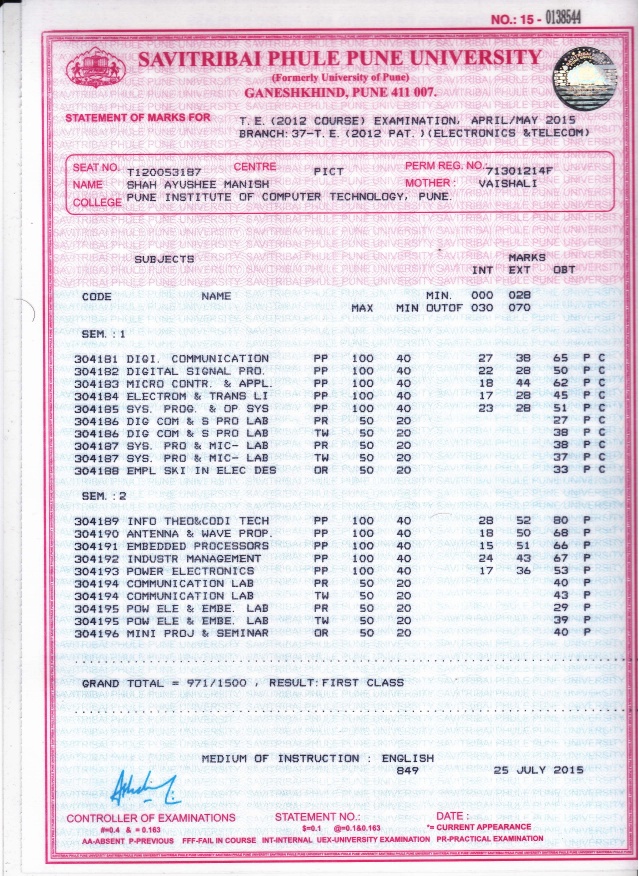 NO.: 15 - 0138544
SAVITRIBAI PHULE PUNE UNIVERSITY
(Formerly University of Pune)
GANESHKHIND, PUNE 411 007.
STATEMENT OF MARKS FOR T. E. (2012 COURSE) EXAMINATION, APRIL/MAY 2015
BRANCH: 37-T. E. (2012 PAT. )(ELECTRONICS &TELECOM)
SEAT NO. T120053187 CENTRE PICT PERM REG. NO. 71301214F
NAME SHAH AYUSHEE MANISH MOTHER : VAISHALI
COLLEGE PUNE INSTITUTE OF COMPUTER TECHNOLOGY, PUNE.
SUBJECTS MARKS
INT EXT OBT
CODE NAME MIN. 000 028
MAX MIN OUTOF 030 070
SEM. : 1
304181 DIGI. COMMUNICATION PP 100 40 27 38 65 P C
304182 DIGITAL SIGNAL PRO. PP 100 40 22 28 50 P C
304183 MICRO CONTR. & APPL. PP 100 40 18 44 62 P C
304184 ELECTROM & TRANS LI PP 100 40 17 28 45 P C
304185 SYS. PROG. & OP SYS PP 100 40 23 28 51 P C
304186 DIG COM & S PRO LAB PR 50 20 27 P C
304186 DIG COM & S PRO LAB TW 50 20 38 P C
304187 SYS. PRO & MIC- LAB PR 50 20 38 P C
304187 SYS. PRO & MIC- LAB TW 50 20 37 P C
304188 EMPL SKI IN ELEC DES OR 50 20 33 P C
SEM. : 2
304189 INFO THEO&CODI TECH PP 100 40 28 52 80 P
304190 ANTENNA & WAVE PROP. PP 100 40 18 50 68 P
304191 EMBEDDED PROCESSORS PP 100 40 15 51 66 P
304192 INDUSTR MANAGEMENT PP 100 40 24 43 67 P
304193 POWER ELECTRONICS PP 100 40 17 36 53 P
304194 COMMUNICATION LAB PR 50 20 40 P
304194 COMMUNICATION LAB TW 50 20 43 P
304195 POW ELE & EMBE. LAB PR 50 20 29 P
304195 POW ELE & EMBE. LAB TW 50 20 39 P
304196 MINI PROJ & SEMINAR OR 50 20 40 P
GRAND TOTAL = 971/1500 , RESULT: FIRST CLASS
MEDIUM OF INSTRUCTION : ENGLISH
849 25 JULY 2015
CONTROLLER OF EXAMINATIONS STATEMENT NO.: DATE :
#=0.4 & = 0.163 $=0.1 @=0.1&0.163 *= CURRENT APPEARANCE
AA-ABSENT P-PREVIOUS FFF-FAIL IN COURSE INT-INTERNAL UEX-UNIVERSITY EXAMINATION PR-PRACTICAL EXAMINATION